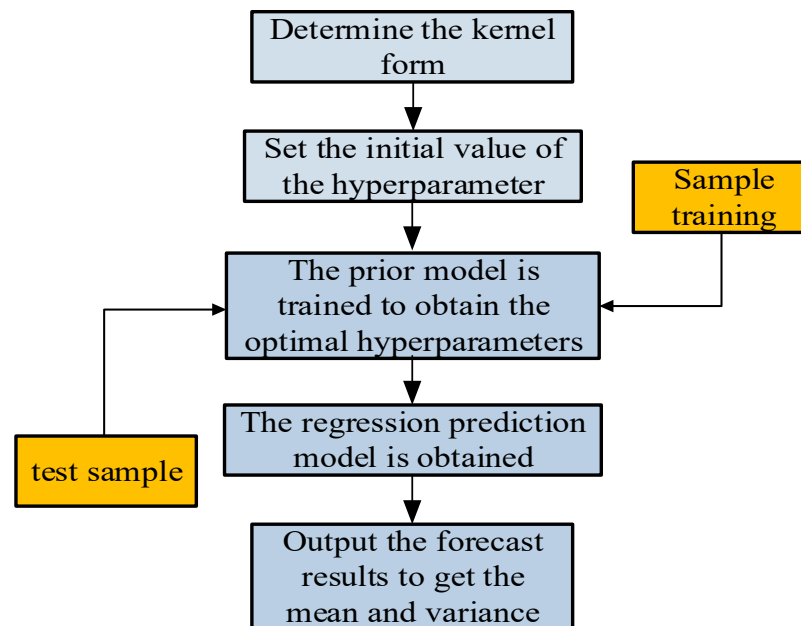 Determine the kernel
form
Set the initial value of
the hyperparameter
Sample
training
The prior model is
trained to obtain the
optimal hyperparameters
The regression prediction
model is obtained
test sample
Output the forecast
results to get the
mean and variance